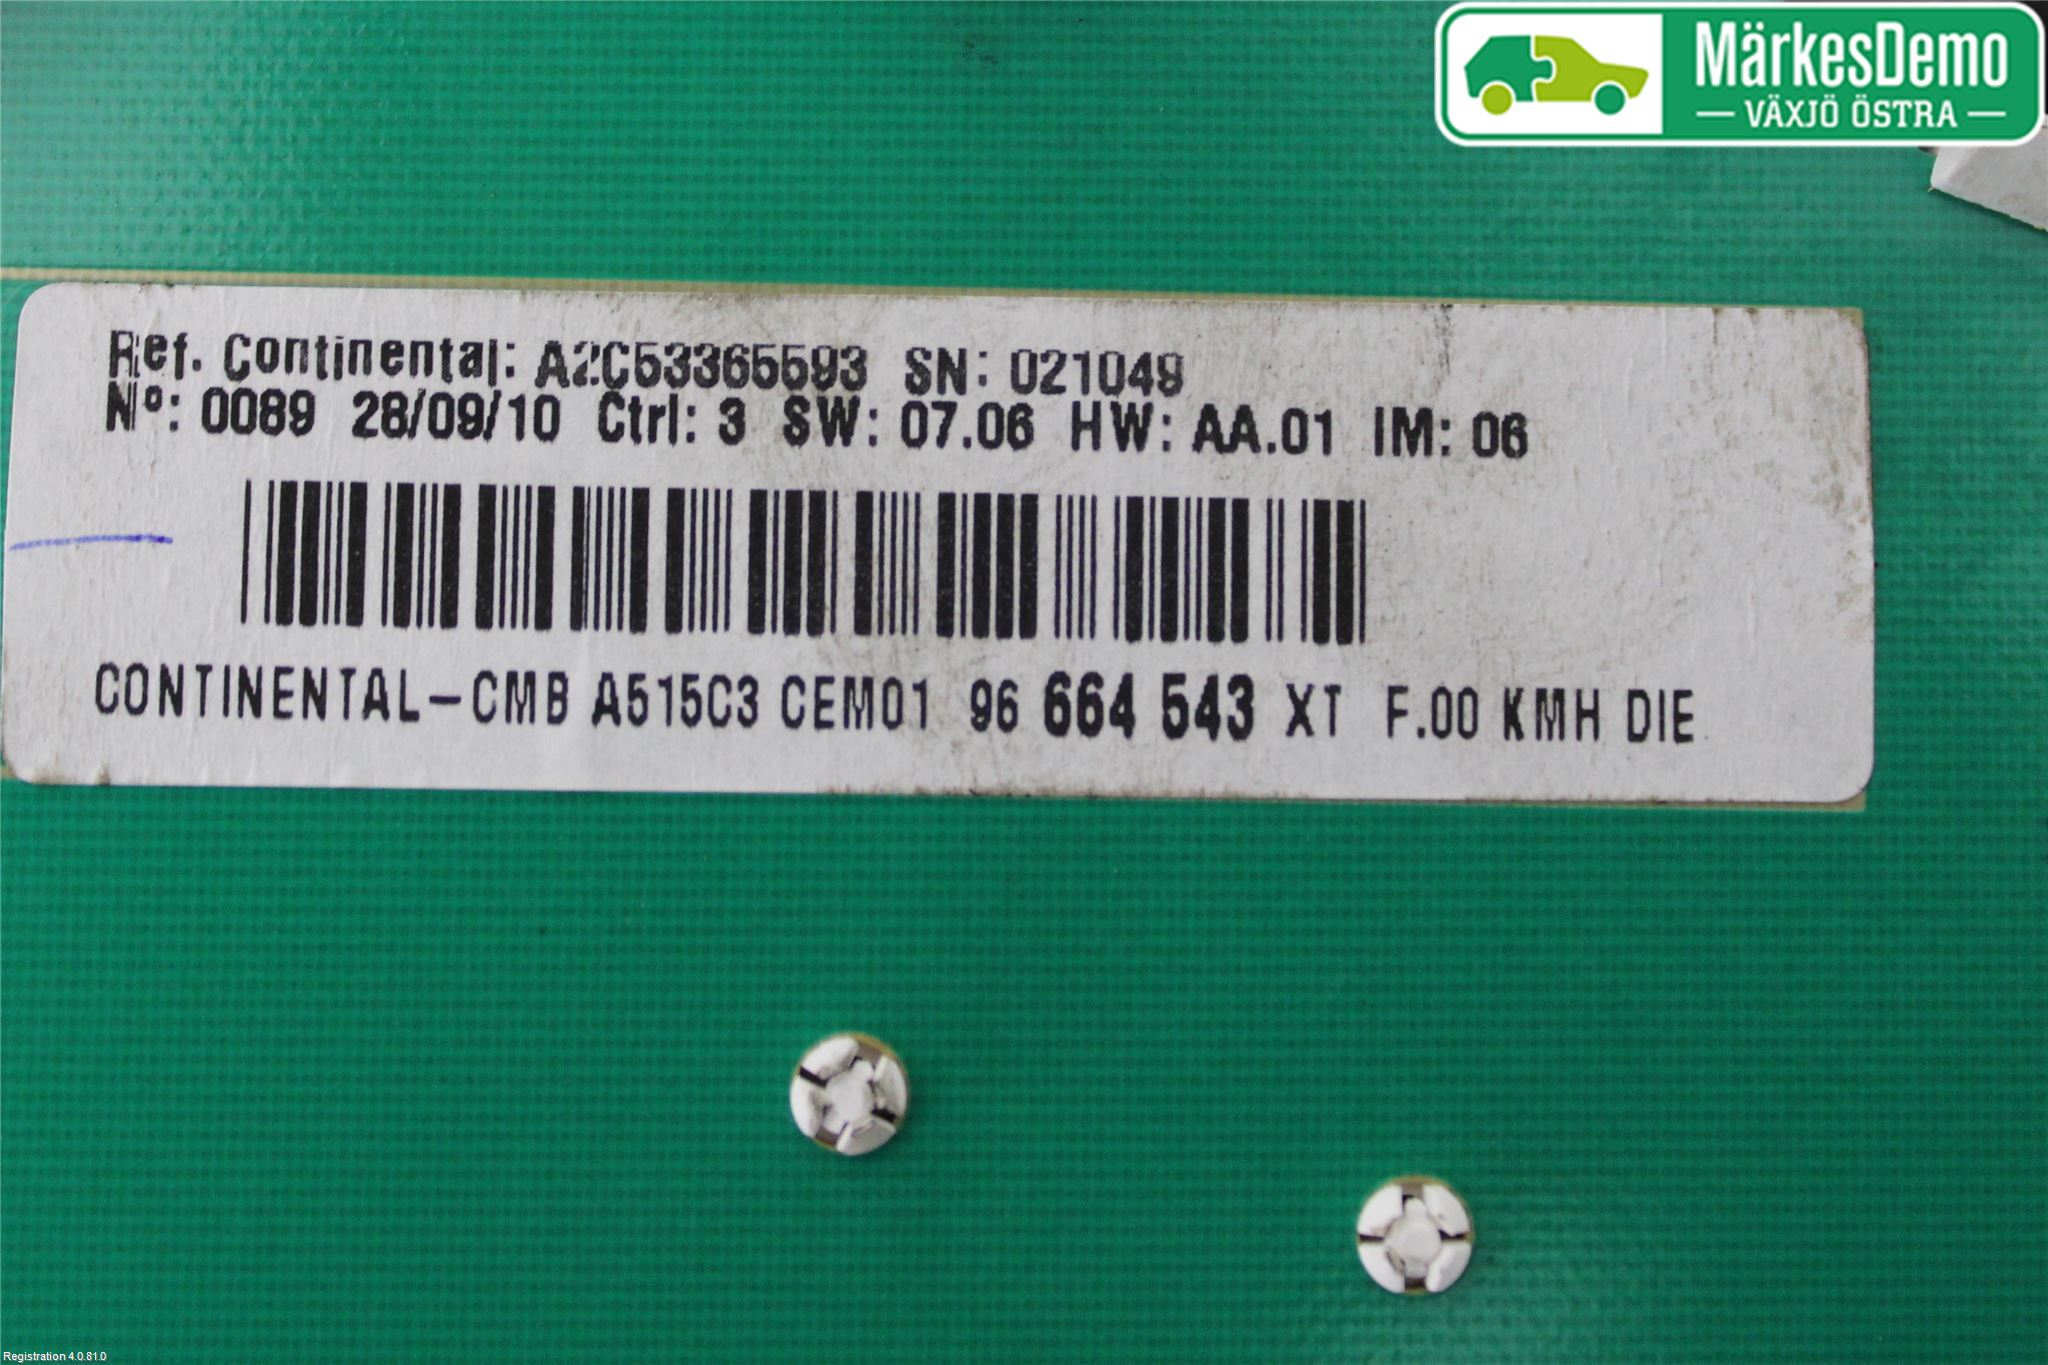 MärkesDemo
VÄXJÖ ÖSTRA
Ref. Continental: A2C53365593 SN: 021049
Nº: 0089 28/09/10 Ctrl: 3 SW: 07.06 HW: AA.01 IM: 06
CONTINENTAL-CMB A515C3 CEM01 96 664 543 XT F.00 KMH DIE
Registration 4.0.81.0